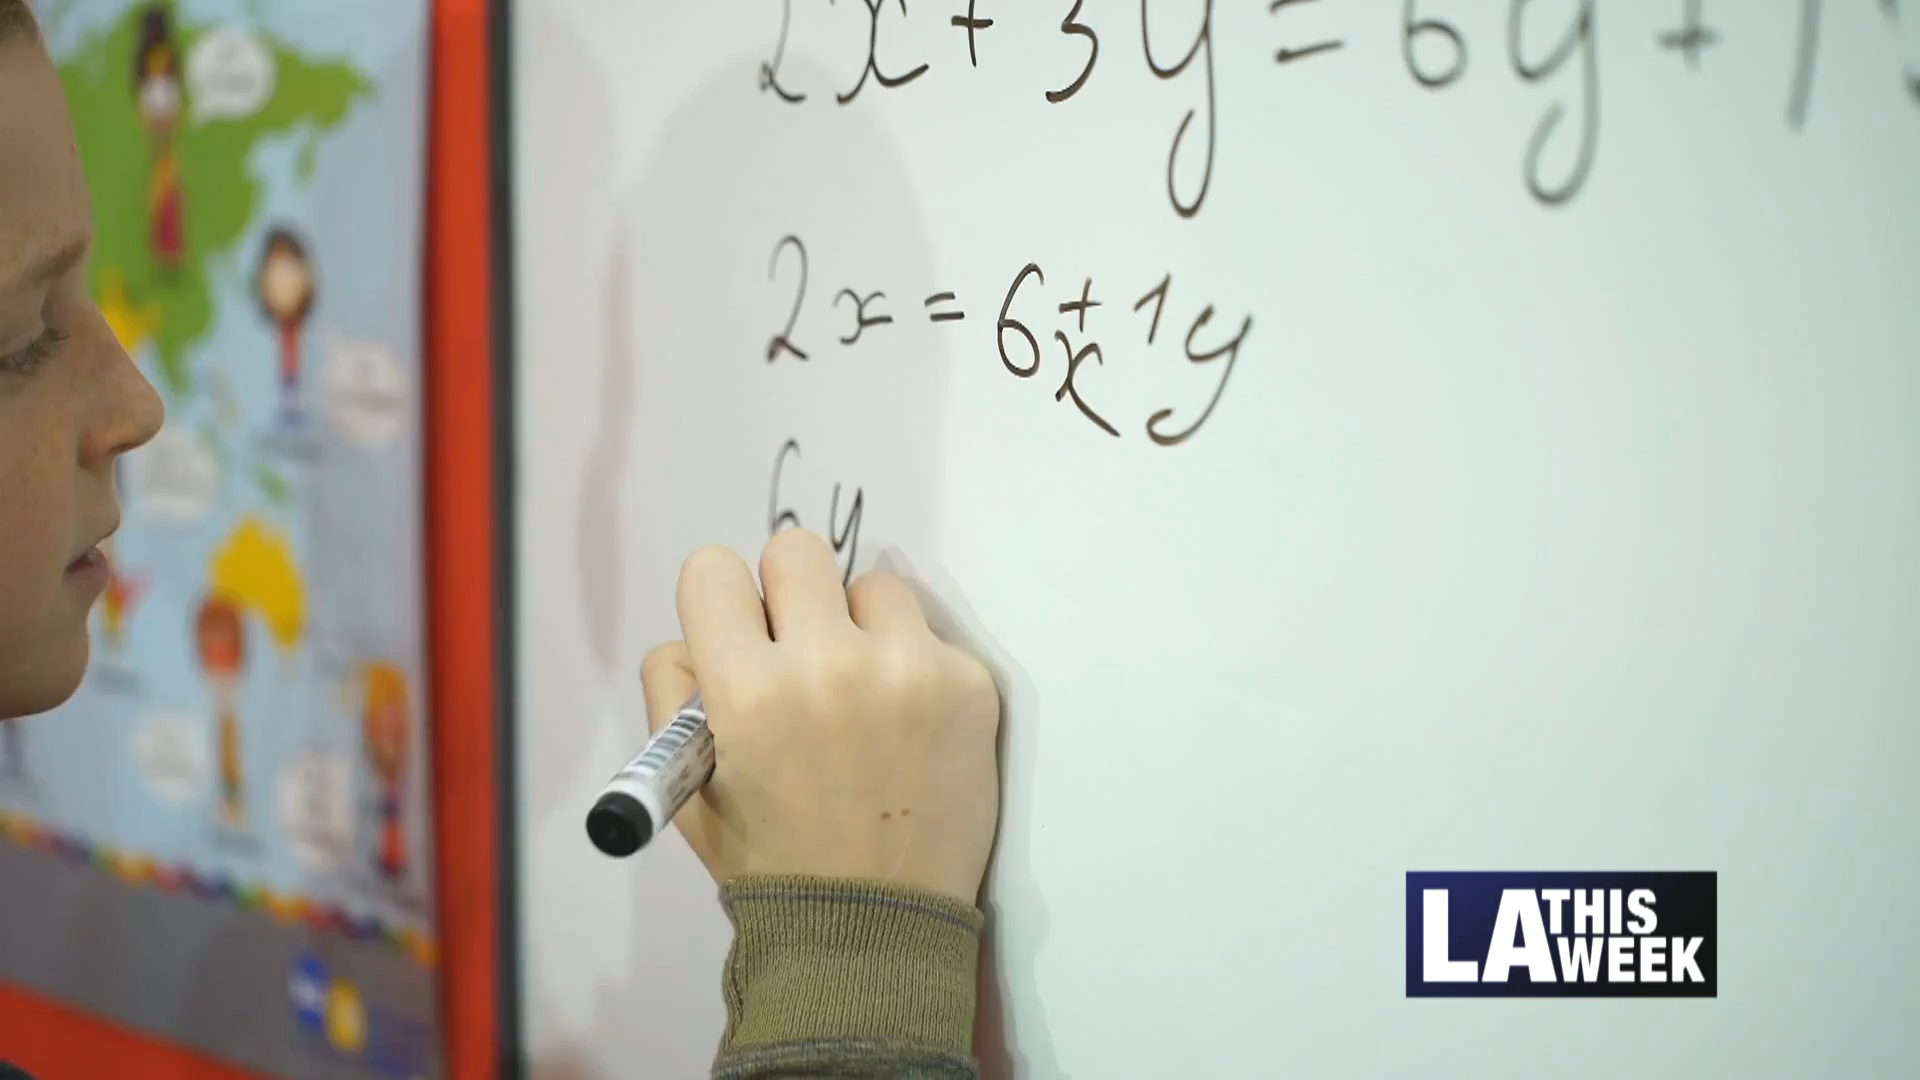 2x + 3y = 6y + 1
2x = 6x + 1y
6y
LA THIS WEEK